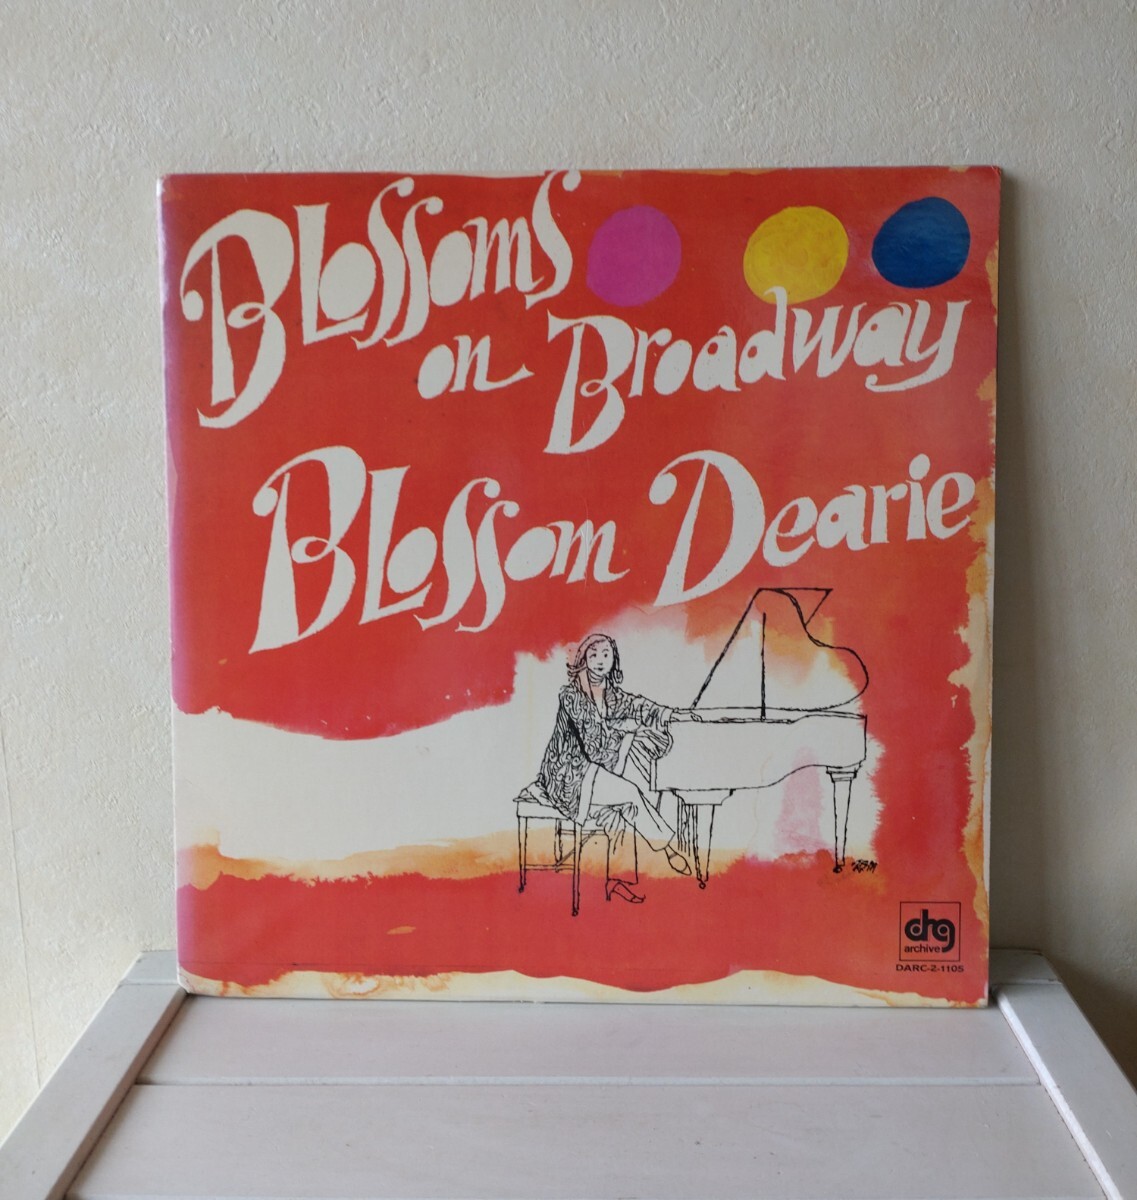 Blossoms
on Broadway
Blossom Dearie
drg
archive
DARC-2-1105